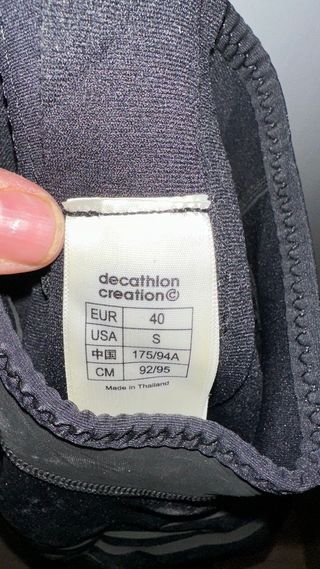 decathlon
creation©
EUR 40
USA S
中国 175/94A
CM 92/95
Made in Thailand